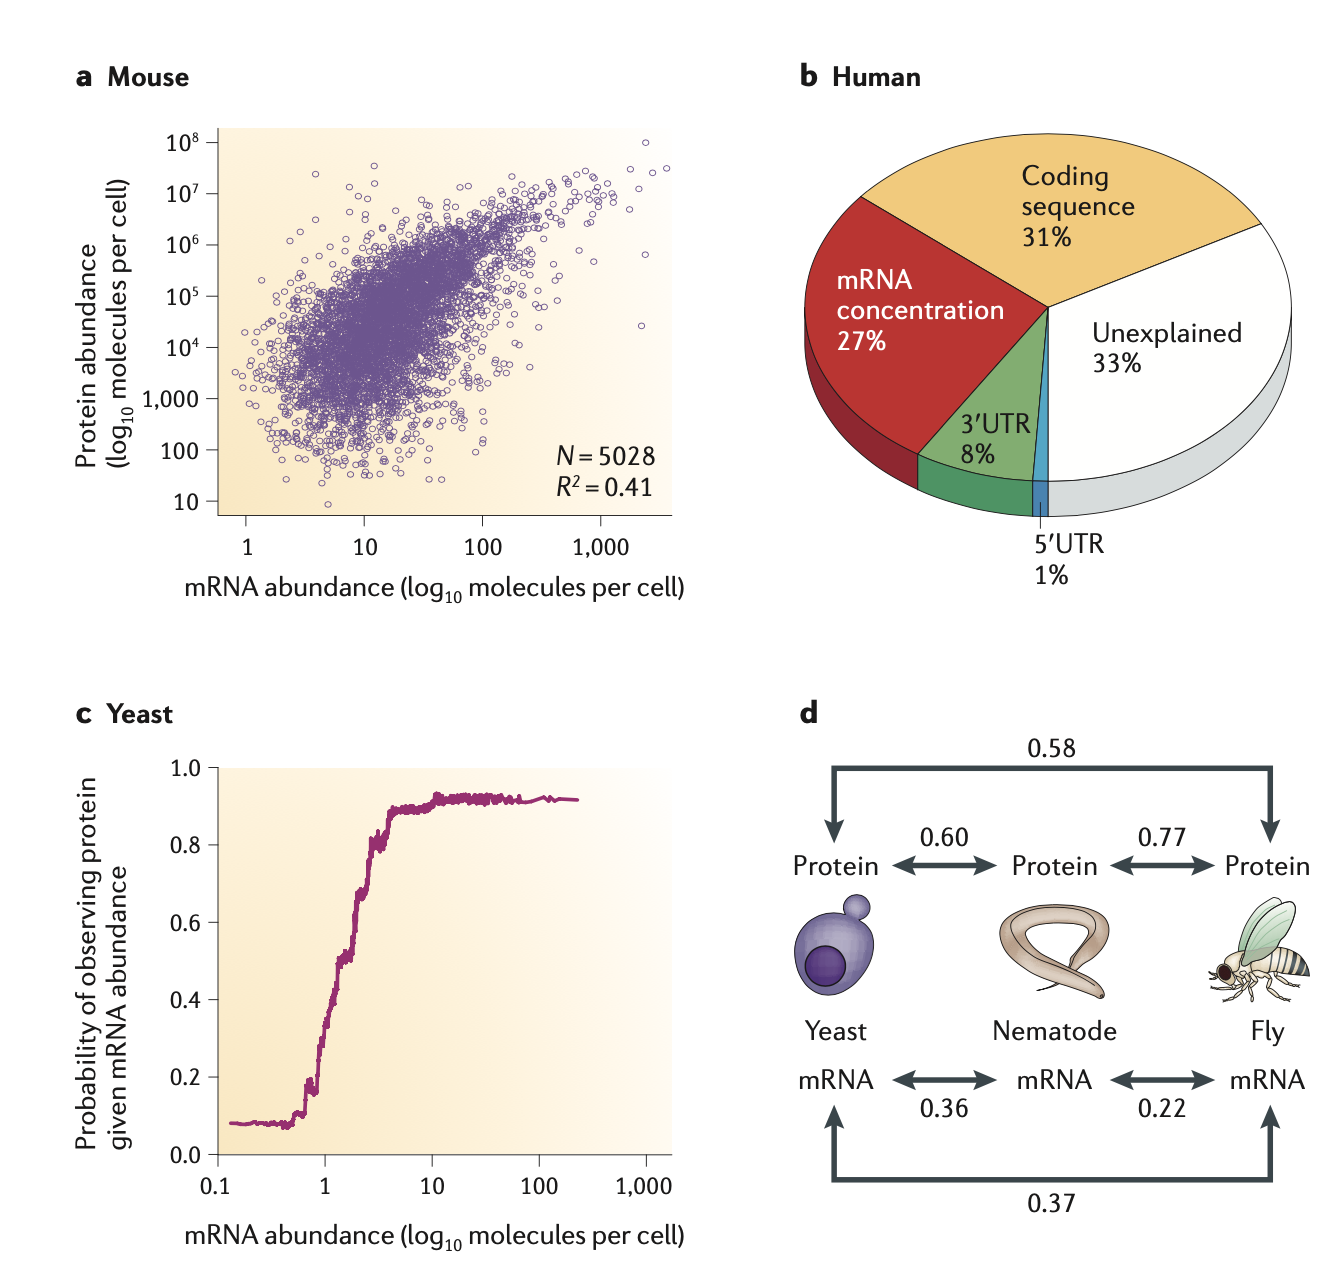 a Mouse
Protein abundance
(log10 molecules per cell)
10⁸
10⁷
10⁶
10⁵
10⁴
1,000
100
10
N = 5028
R² = 0.41
1 10 100 1,000
mRNA abundance (log10 molecules per cell)
b Human
Coding
sequence
31%
mRNA
concentration
27%
Unexplained
33%
3′UTR
8%
5′UTR
1%
c Yeast
Probability of observing protein
given mRNA abundance
1.0
0.8
0.6
0.4
0.2
0.0
0.1 1 10 100 1,000
mRNA abundance (log10 molecules per cell)
d
0.58
0.60 0.77
Protein Protein Protein
Yeast Nematode Fly
mRNA mRNA mRNA
0.36 0.22
0.37